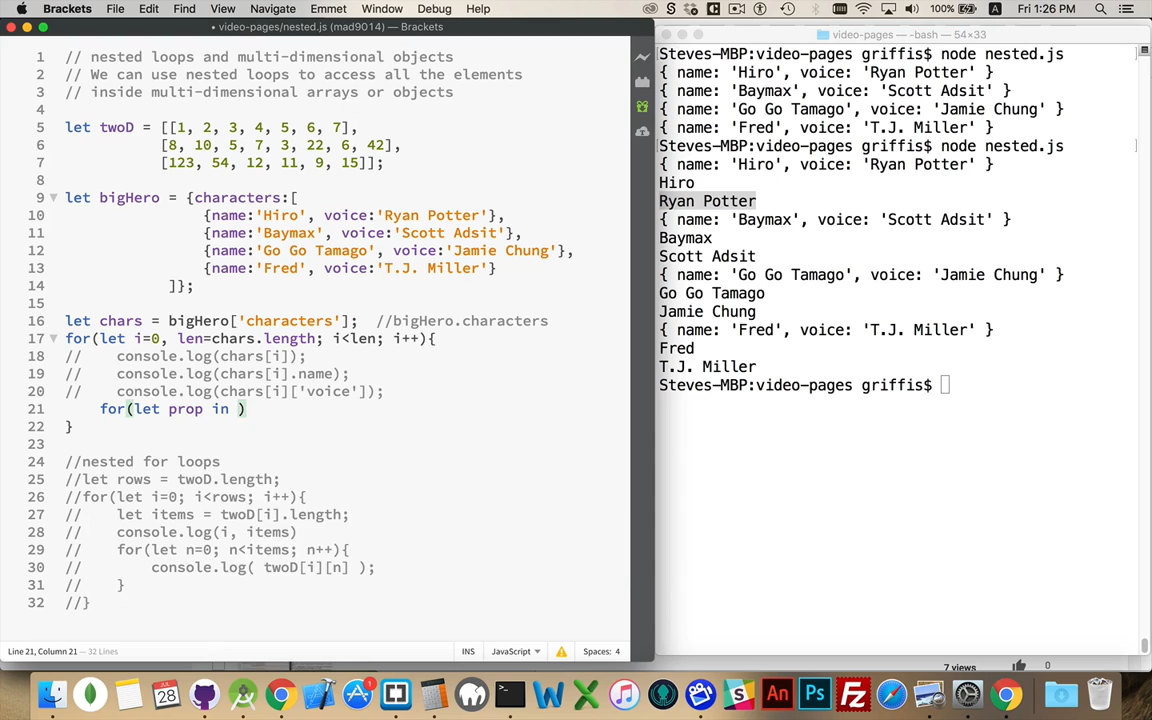 Brackets File Edit Find View Navigate Emmet Window Debug Help 100% A Fri 1:26 PM
• video-pages/nested.js (mad9014) — Brackets
video-pages — -bash — 54×33
1 // nested loops and multi-dimensional objects
2 // We can use nested loops to access all the elements
3 // inside multi-dimensional arrays or objects
4
5 let twoD = [[1, 2, 3, 4, 5, 6, 7],
6 [8, 10, 5, 7, 3, 22, 6, 42],
7 [123, 54, 12, 11, 9, 15]];
8
9 let bigHero = {characters:[
10 {name:'Hiro', voice:'Ryan Potter'},
11 {name:'Baymax', voice:'Scott Adsit'},
12 {name:'Go Go Tamago', voice:'Jamie Chung'},
13 {name:'Fred', voice:'T.J. Miller'}
14 ]};
15
16 let chars = bigHero['characters']; //bigHero.characters
17 for(let i=0, len=chars.length; i<len; i++){
18 // console.log(chars[i]);
19 // console.log(chars[i].name);
20 // console.log(chars[i]['voice']);
21 for(let prop in )
22 }
23
24 //nested for loops
25 //let rows = twoD.length;
26 //for(let i=0; i<rows; i++){
27 // let items = twoD[i].length;
28 // console.log(i, items)
29 // for(let n=0; n<items; n++){
30 // console.log( twoD[i][n] );
31 // }
32 //}
Line 21, Column 21 — 32 Lines
INS JavaScript Spaces: 4
Steves-MBP:video-pages griffis$ node nested.js
{ name: 'Hiro', voice: 'Ryan Potter' }
{ name: 'Baymax', voice: 'Scott Adsit' }
{ name: 'Go Go Tamago', voice: 'Jamie Chung' }
{ name: 'Fred', voice: 'T.J. Miller' }
Steves-MBP:video-pages griffis$ node nested.js
{ name: 'Hiro', voice: 'Ryan Potter' }
Hiro
Ryan Potter
{ name: 'Baymax', voice: 'Scott Adsit' }
Baymax
Scott Adsit
{ name: 'Go Go Tamago', voice: 'Jamie Chung' }
Go Go Tamago
Jamie Chung
{ name: 'Fred', voice: 'T.J. Miller' }
Fred
T.J. Miller
Steves-MBP:video-pages griffis$
7 views 0
JUL
28
1
An Ps Fz